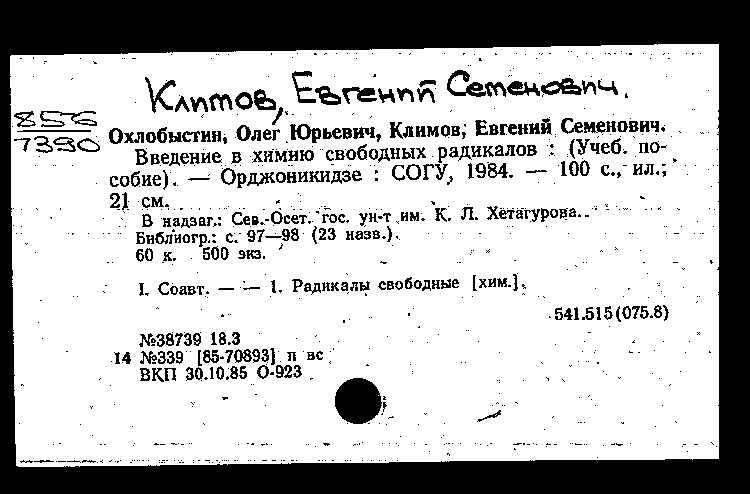 Климов, Евгений Семенович.
856
7390
Охлобыстин, Олег Юрьевич, Климов, Евгений Семенович.
Введение в химию свободных радикалов : (Учеб. по-
собие). — Орджоникидзе : СОГУ, 1984. — 100 с., ил.;
21 см.
В надзаг.: Сев.-Осет. гос. ун-т им. К. Л. Хетагурова.
Библиогр.: с. 97—98 (23 назв.).
60 к. 500 экз.
I. Соавт. — — 1. Радикалы свободные [хим.].
541.515(075.8)
№38739 18.3
14 №339 [85-70893] п вс
ВКП 30.10.85 О-923